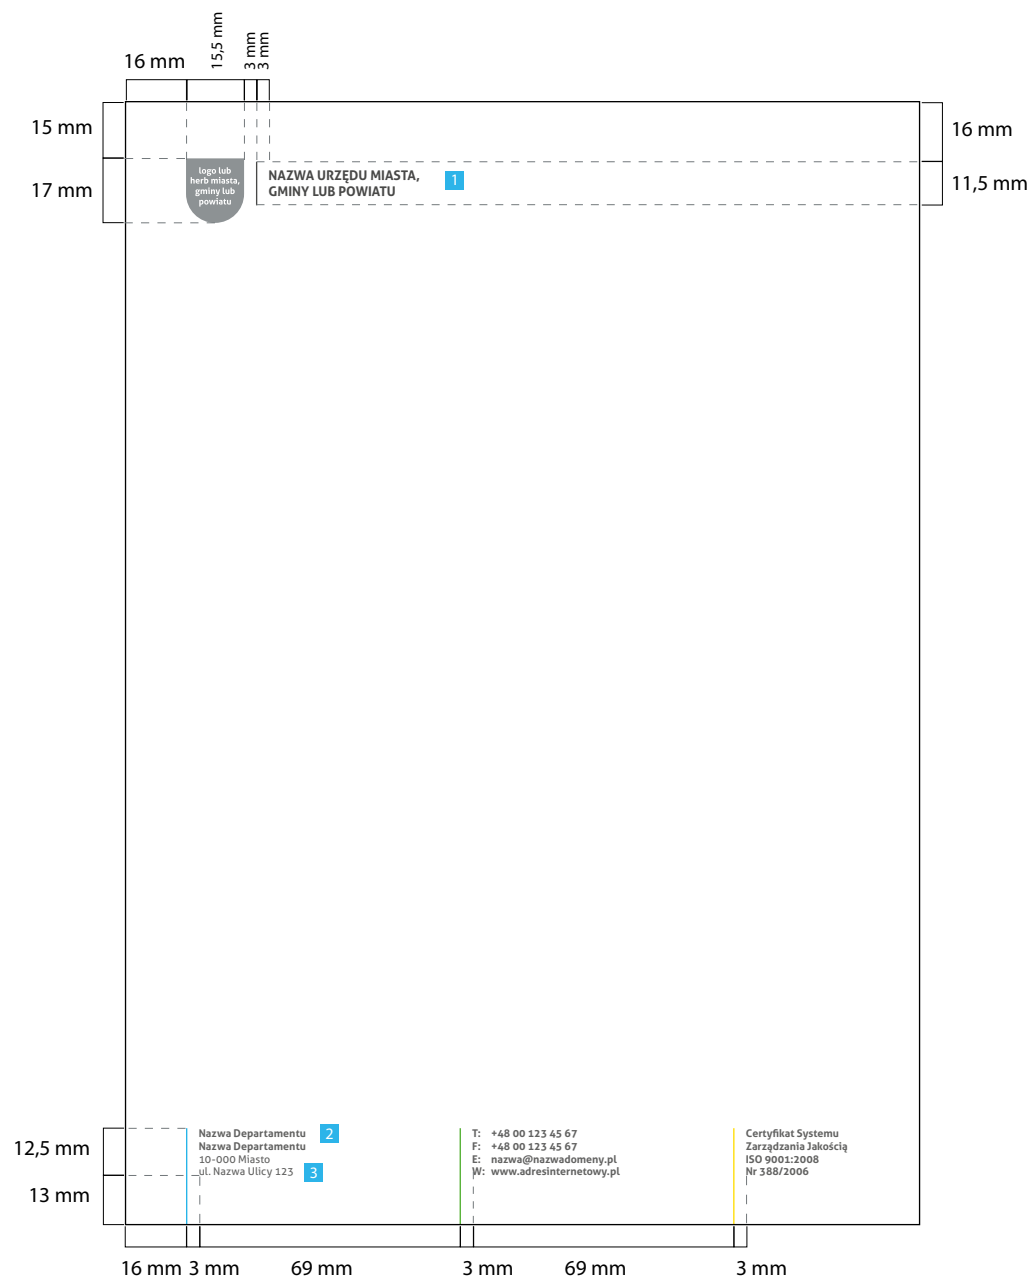 16 mm
15,5 mm
3 mm
3 mm
15 mm
16 mm
17 mm
11,5 mm
logo lub
herb miasta,
gminy lub
powiatu
NAZWA URZĘDU MIASTA,
GMINY LUB POWIATU
1
12,5 mm
13 mm
Nazwa Departamentu 2
Nazwa Departamentu
10-000 Miasto
ul. Nazwa Ulicy 123 3
T: +48 00 123 45 67
F: +48 00 123 45 67
E: nazwa@nazwadomeny.pl
W: www.adresinternetowy.pl
Certyfikat Systemu
Zarządzania Jakością
ISO 9001:2008
Nr 388/2006
16 mm 3 mm 69 mm 3 mm 69 mm 3 mm